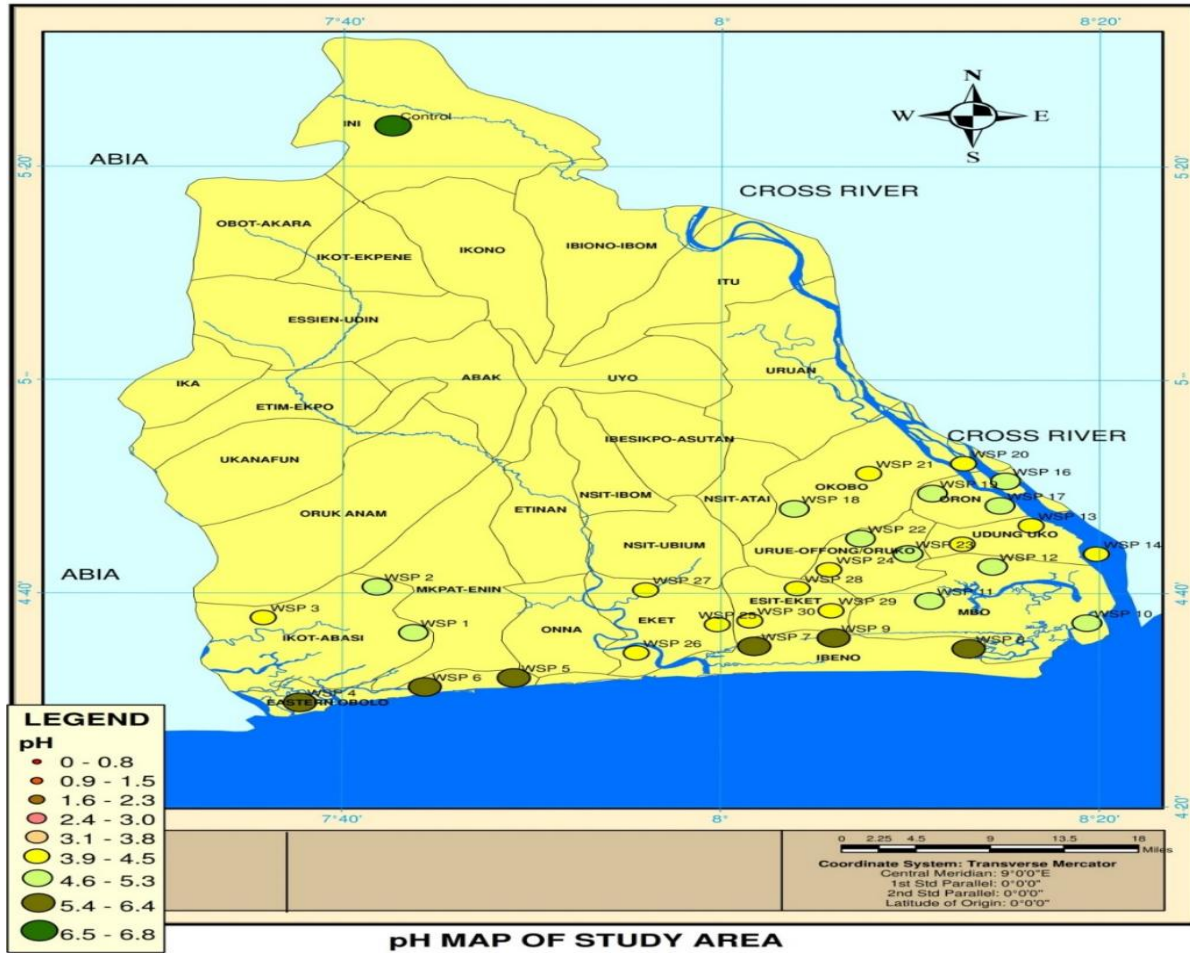 7°40'
8°
8°20'
N
W
E
S
Control
INI
ABIA
5°20'
5°20'
CROSS RIVER
OBOT-AKARA
IKOT-EKPENE
IKONO
IBIONO-IBOM
ITU
ESSIEN-UDIN
URUAN
IKA
ABAK
UYO
ETIM-EKPO
CROSS RIVER
IBESIKPO-ASUTAN
UKANAFUN
WSP 20
WSP 21
WSP 16
OKOBO
WSP 19
NSIT-IBOM
NSIT-ATAI
ORON
WSP 18
WSP 17
ORUK ANAM
ETINAN
WSP 13
WSP 22
UDUNG UKO
NSIT-UBIUM
URUE-OFFONG/ORUKO
WSP 23
WSP 14
WSP 24
WSP 12
ABIA
WSP 2
MKPAT-ENIN
WSP 27
WSP 28
4°40'
4°40'
ESIT-EKET
WSP 11
WSP 3
WSP 29
MBO
WSP 25
WSP 30
WSP 10
EKET
WSP 1
ONNA
IKOT-ABASI
WSP 9
WSP 7
WSP 26
IBENO
WSP 5
WSP 6
WSP 4
EASTERN OBOLO
LEGEND
pH
0 - 0.8
0.9 - 1.5
1.6 - 2.3
2.4 - 3.0
3.1 - 3.8
3.9 - 4.5
4.6 - 5.3
5.4 - 6.4
6.5 - 6.8
4°20'
7°40'
8°
8°20'
0 2.25 4.5 9 13.5 18
Miles
Coordinate System: Transverse Mercator
Central Meridian: 9°0'0"E
1st Std Parallel: 0°0'0"
2nd Std Parallel: 0°0'0"
Latitude of Origin: 0°0'0"
pH MAP OF STUDY AREA